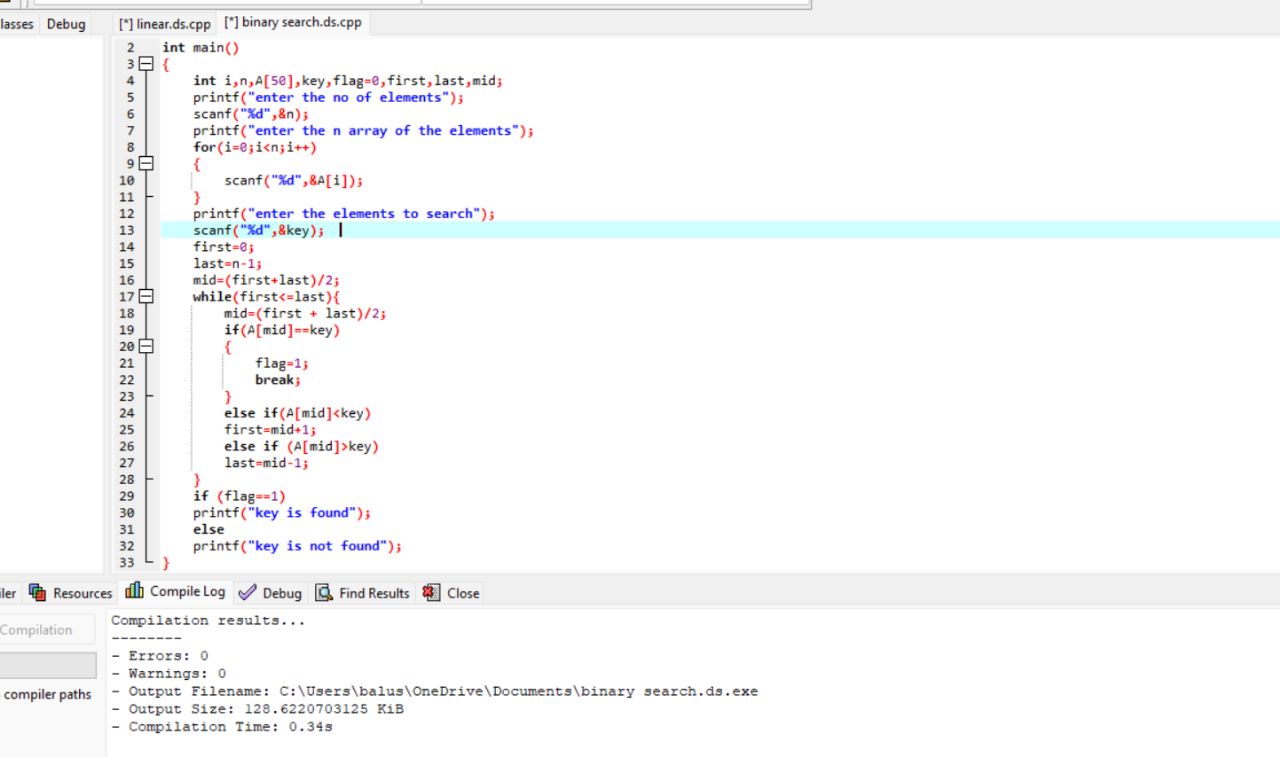 lasses Debug [*] linear.ds.cpp [*] binary search.ds.cpp
2 int main()
3 {
4 int i,n,A[50],key,flag=0,first,last,mid;
5 printf("enter the no of elements");
6 scanf("%d",&n);
7 printf("enter the n array of the elements");
8 for(i=0;i<n;i++)
9 {
10 scanf("%d",&A[i]);
11 }
12 printf("enter the elements to search");
13 scanf("%d",&key);
14 first=0;
15 last=n-1;
16 mid=(first+last)/2;
17 while(first<=last){
18 mid=(first + last)/2;
19 if(A[mid]==key)
20 {
21 flag=1;
22 break;
23 }
24 else if(A[mid]<key)
25 first=mid+1;
26 else if (A[mid]>key)
27 last=mid-1;
28 }
29 if (flag==1)
30 printf("key is found");
31 else
32 printf("key is not found");
33 }
iler Resources Compile Log Debug Find Results Close
Compilation
compiler paths
Compilation results...
--------
- Errors: 0
- Warnings: 0
- Output Filename: C:\Users\balus\OneDrive\Documents\binary search.ds.exe
- Output Size: 128.6220703125 KiB
- Compilation Time: 0.34s